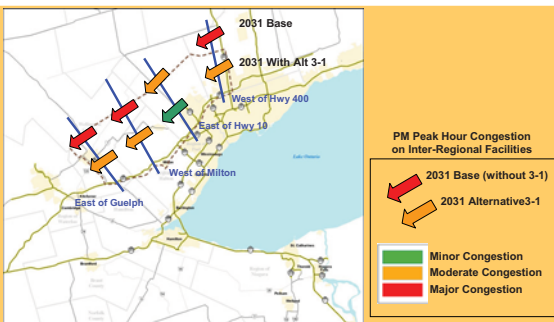 2031 Base
2031 With Alt 3-1
West of Hwy 400
East of Hwy 10
West of Milton
East of Guelph
Lake Ontario
Hamilton
Brantford
PM Peak Hour Congestion
on Inter-Regional Facilities
2031 Base (without 3-1)
2031 Alternative3-1
Minor Congestion
Moderate Congestion
Major Congestion